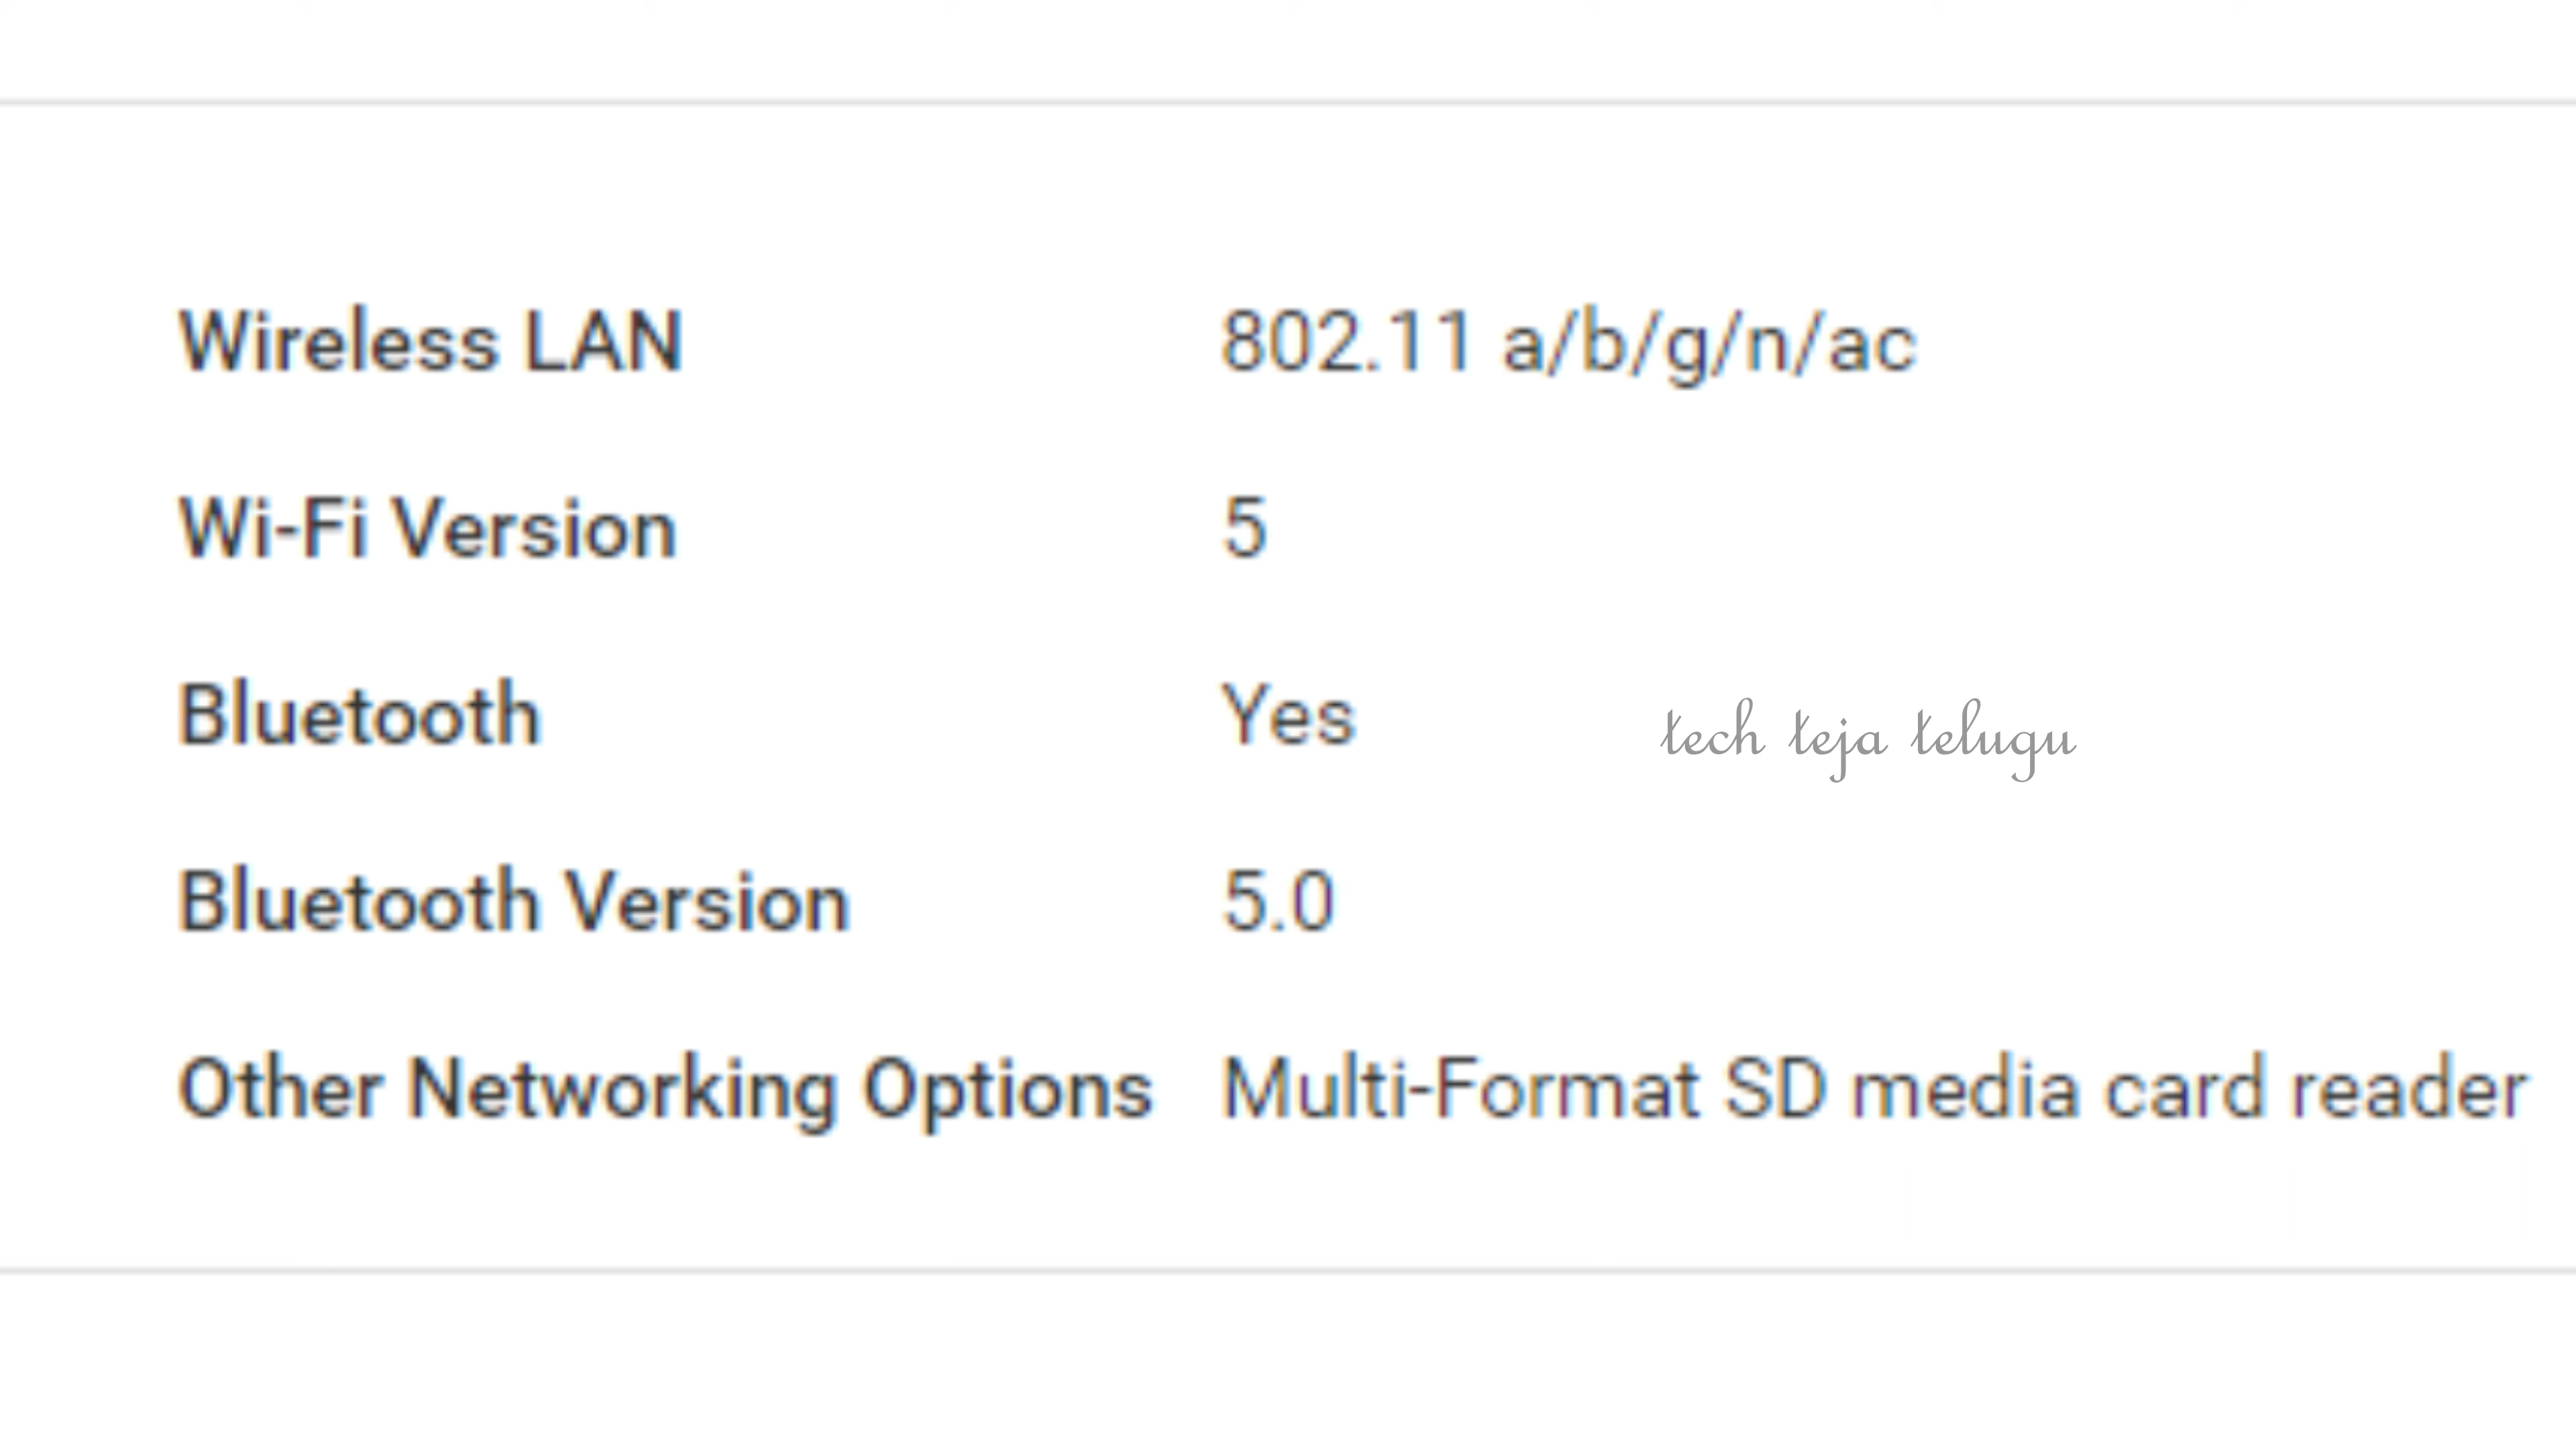 Wireless LAN 802.11 a/b/g/n/ac
Wi-Fi Version 5
Bluetooth Yes
tech teja telugu
Bluetooth Version 5.0
Other Networking Options Multi-Format SD media card reader